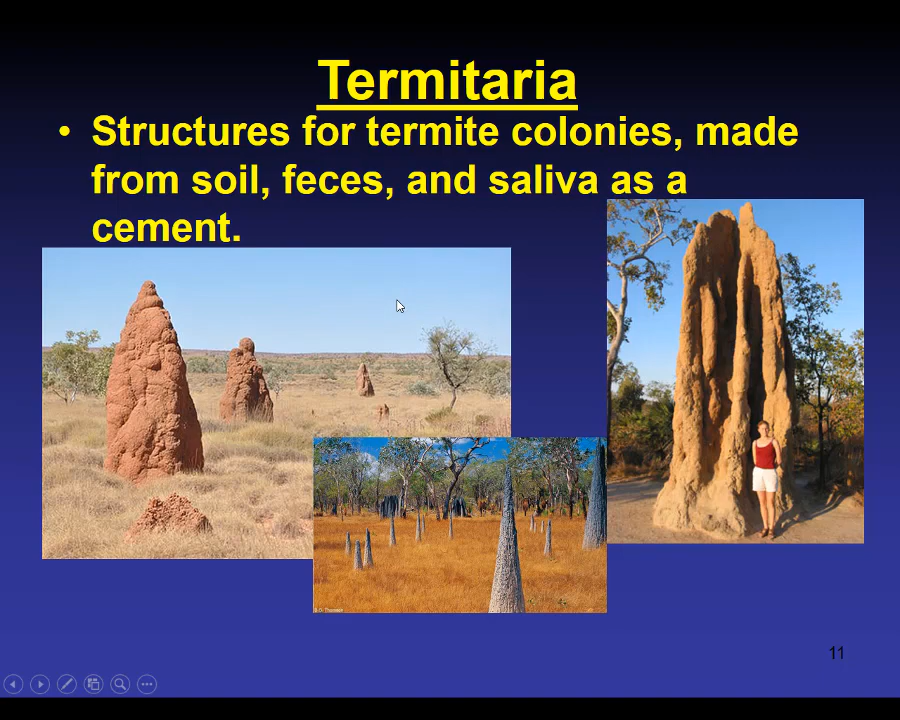 Termitaria
• Structures for termite colonies, made
from soil, feces, and saliva as a
cement.
11